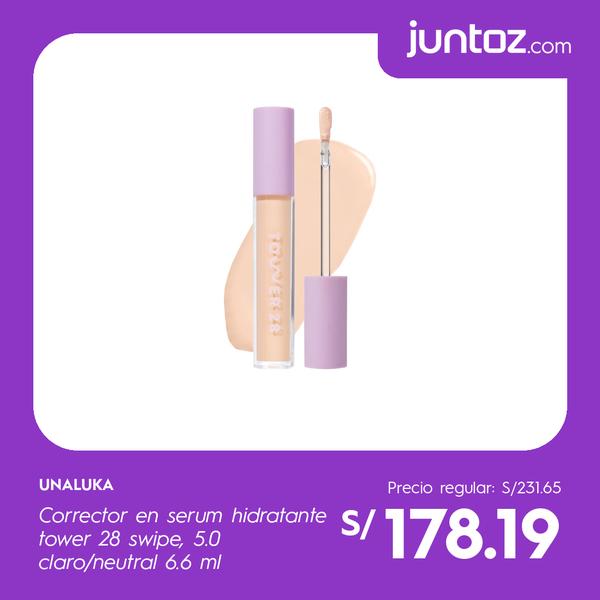 juntoz.com
TOWER 28
UNALUKA
Corrector en serum hidratante
tower 28 swipe, 5.0
claro/neutral 6.6 ml
Precio regular: S/231.65
S/178.19